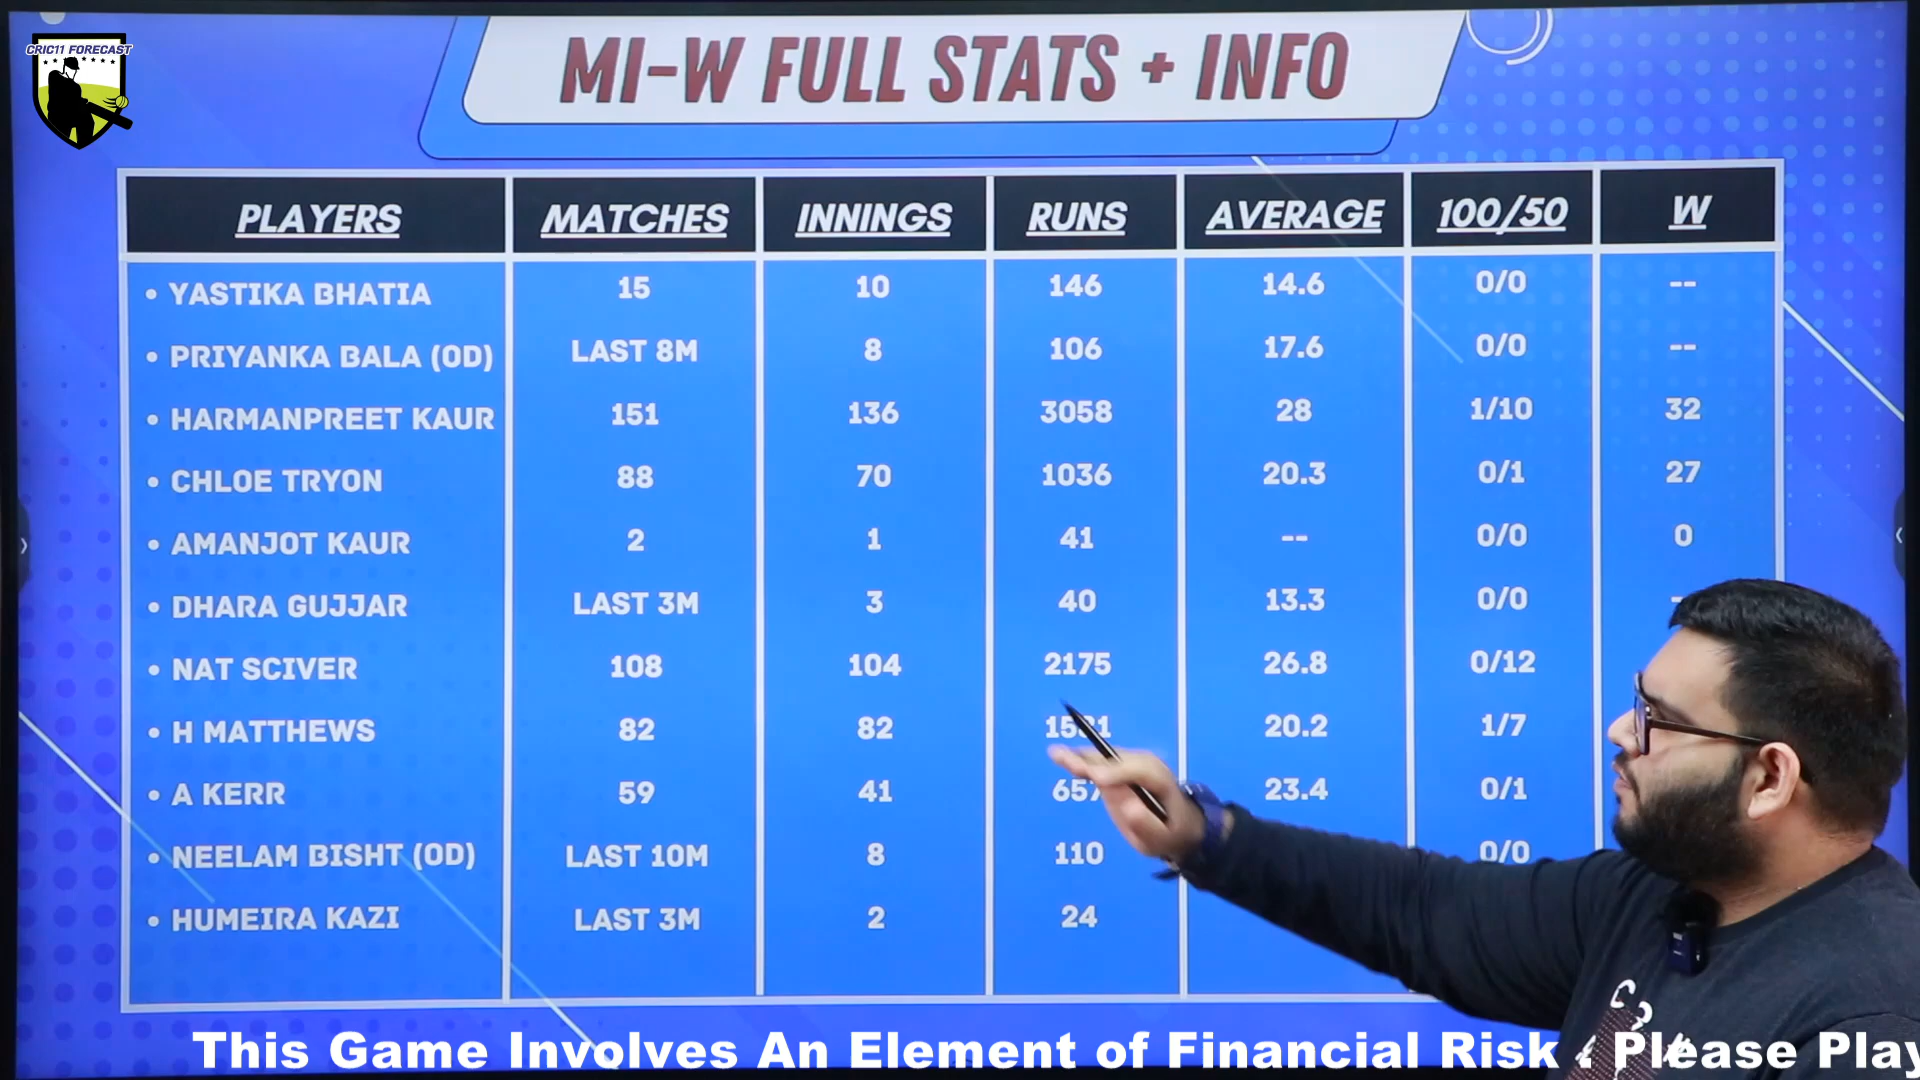 CRIC11 FORECAST
MI-W FULL STATS + INFO
PLAYERS MATCHES INNINGS RUNS AVERAGE 100/50 W
• YASTIKA BHATIA 15 10 146 14.6 0/0 --
• PRIYANKA BALA (OD) LAST 8M 8 106 17.6 0/0 --
• HARMANPREET KAUR 151 136 3058 28 1/10 32
• CHLOE TRYON 88 70 1036 20.3 0/1 27
• AMANJOT KAUR 2 1 41 -- 0/0 0
• DHARA GUJJAR LAST 3M 3 40 13.3 0/0
• NAT SCIVER 108 104 2175 26.8 0/12
• H MATTHEWS 82 82 20.2 1/7
• A KERR 59 41 657 23.4 0/1
• NEELAM BISHT (OD) LAST 10M 8 110 0/0
• HUMEIRA KAZI LAST 3M 2 24
This Game Involves An Element of Financial Risk . Please Play